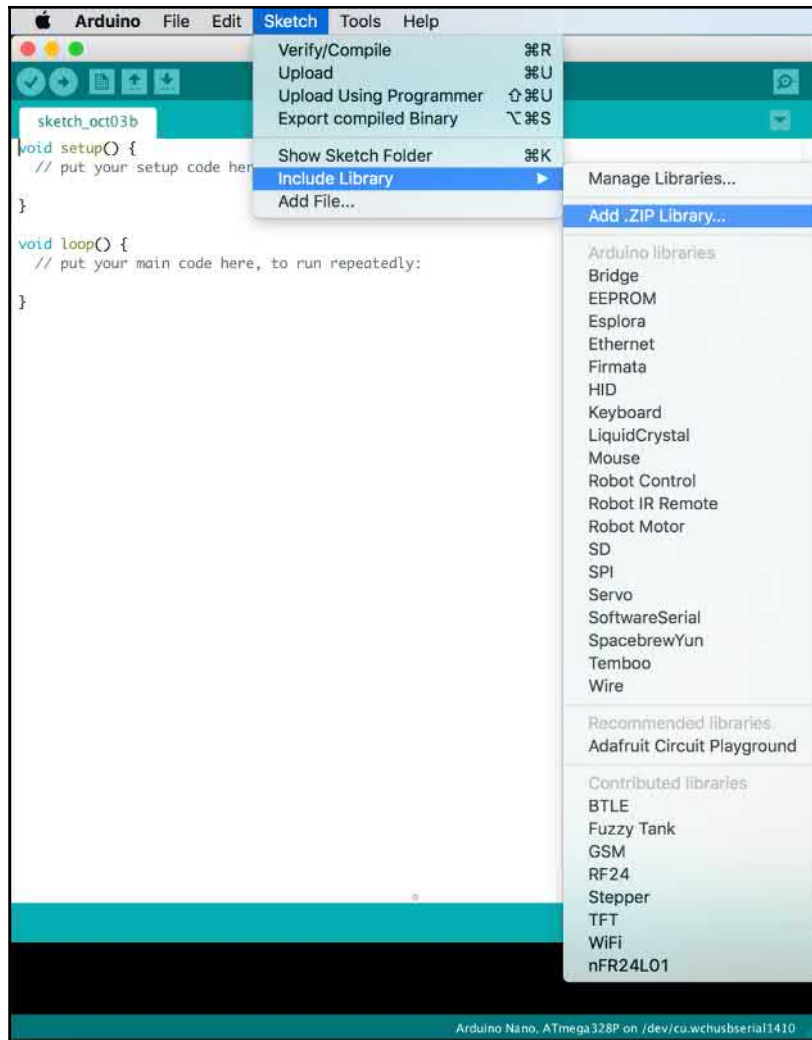 Arduino File Edit Sketch Tools Help
Verify/Compile ⌘R
Upload ⌘U
Upload Using Programmer ⇧⌘U
Export compiled Binary ⌥⌘S
Show Sketch Folder ⌘K
Include Library ▶
Add File...
sketch_oct03b
void setup() {
// put your setup code her
}
void loop() {
// put your main code here, to run repeatedly:
}
Manage Libraries...
Add .ZIP Library...
Arduino libraries
Bridge
EEPROM
Esplora
Ethernet
Firmata
HID
Keyboard
LiquidCrystal
Mouse
Robot Control
Robot IR Remote
Robot Motor
SD
SPI
Servo
SoftwareSerial
SpacebrewYun
Temboo
Wire
Recommended libraries
Adafruit Circuit Playground
Contributed libraries
BTLE
Fuzzy Tank
GSM
RF24
Stepper
TFT
WiFi
nFR24L01
Arduino Nano, ATmega328P on /dev/cu.wchusbserial1410